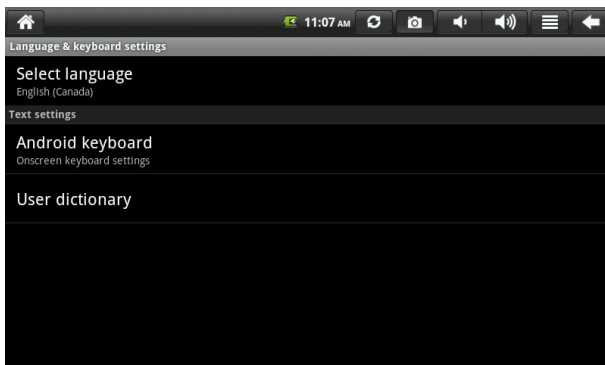 11:07 AM
Language & keyboard settings
Select language
English (Canada)
Text settings
Android keyboard
Onscreen keyboard settings
User dictionary